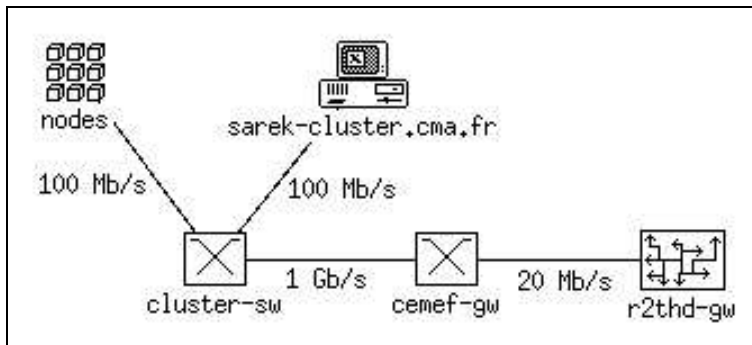 nodes
sarek-cluster.cma.fr
100 Mb/s
100 Mb/s
1 Gb/s
20 Mb/s
cluster-sw
cemef-gw
r2thd-gw